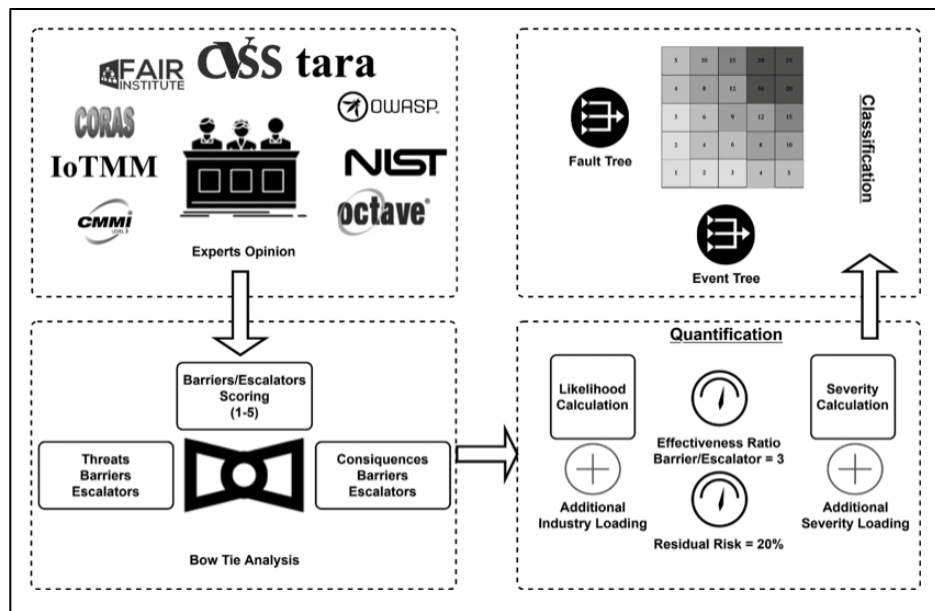 FAIR
INSTITUTE
CVSS
tara
CORAS
OWASP
IoTMM
NIST
CMMI
LEVEL 3
octave®
Experts Opinion
5 10 15 20 25
4 8 12 16 20
3 6 9 12 15
2 4 6 8 10
1 2 3 4 5
Fault Tree
Event Tree
Classification
Barriers/Escalators
Scoring
(1-5)
Threats
Barriers
Escalators
Consiquences
Barriers
Escalators
Bow Tie Analysis
Quantification
Likelihood
Calculation
Severity
Calculation
Effectiveness Ratio
Barrier/Escalator = 3
Additional
Industry Loading
Residual Risk = 20%
Additional
Severity Loading